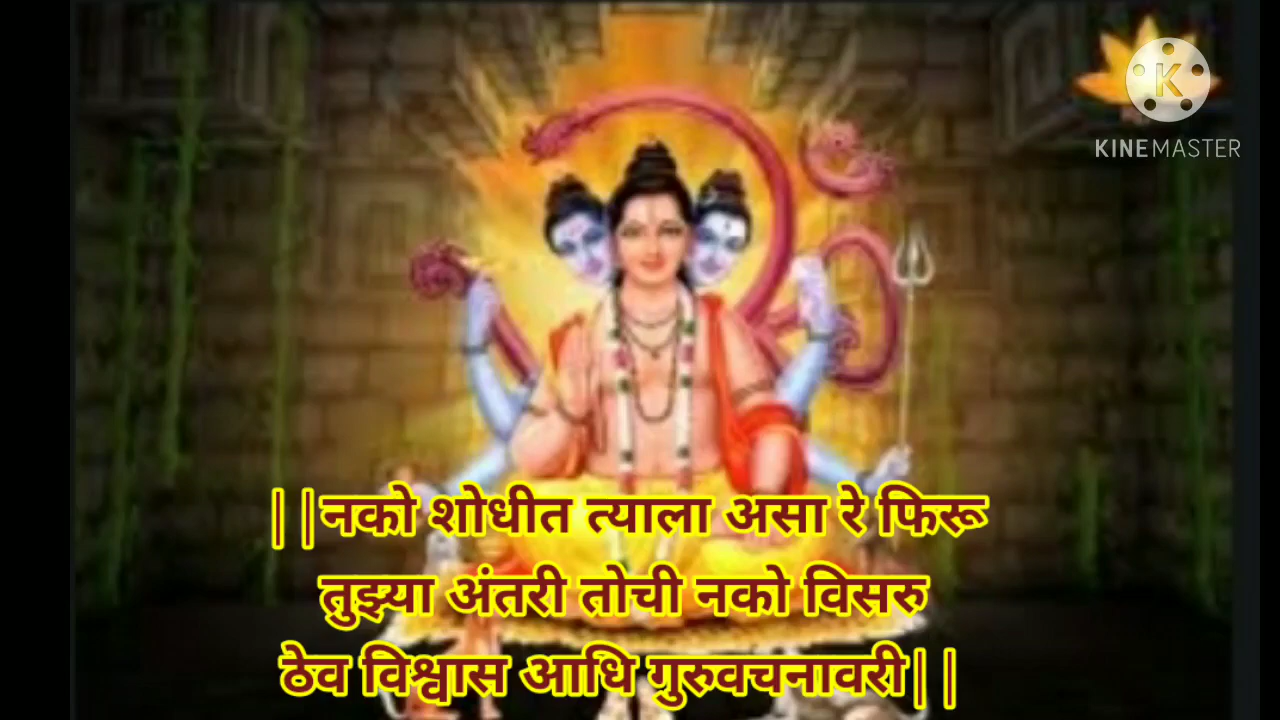 K
KINEMASTER
||नको शोधीत त्याला असा रे फिरू
तुझ्या अंतरी तोची नको विसरु
ठेव विश्वास आधि गुरुवचनावरी||